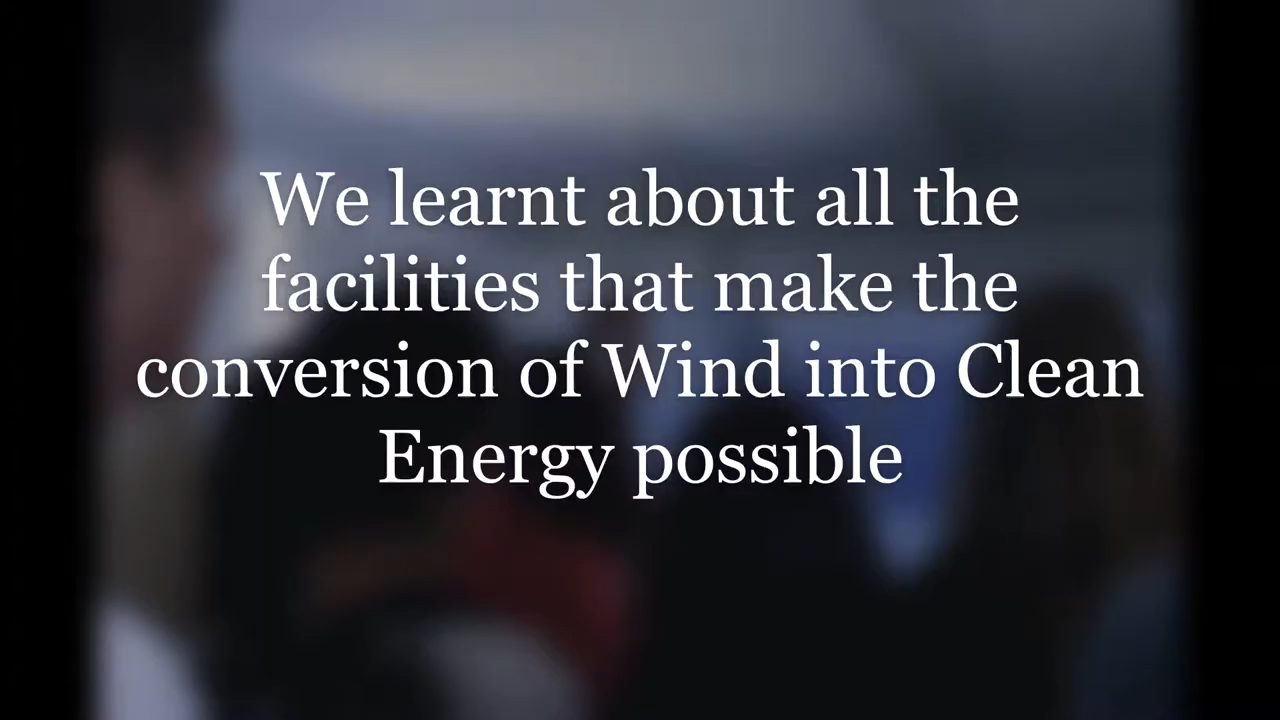 We learnt about all the
facilities that make the
conversion of Wind into Clean
Energy possible